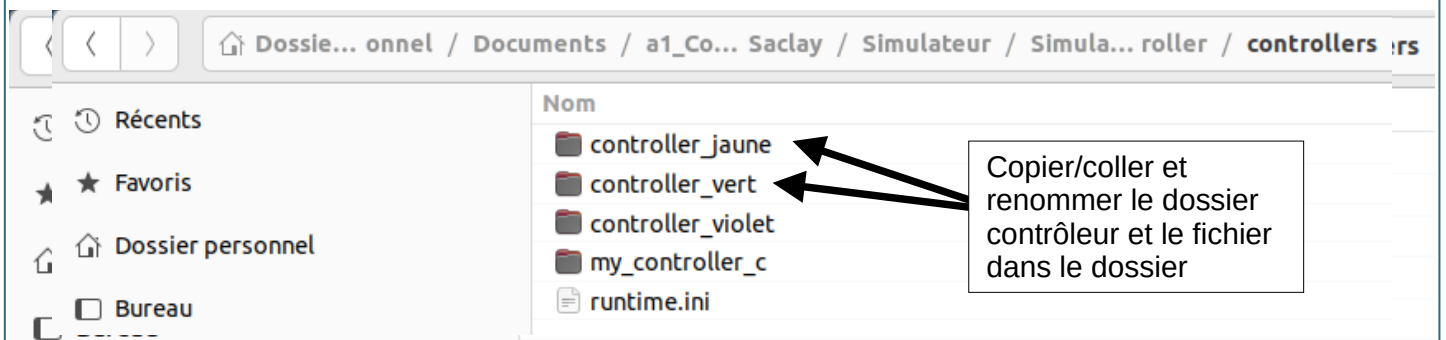 Dossie... onnel / Documents / a1_Co... Saclay / Simulateur / Simula... roller / controllers
ers
Récents
Favoris
Dossier personnel
Bureau
Nom
controller_jaune
controller_vert
controller_violet
my_controller_c
runtime.ini
Copier/coller et
renommer le dossier
contrôleur et le fichier
dans le dossier